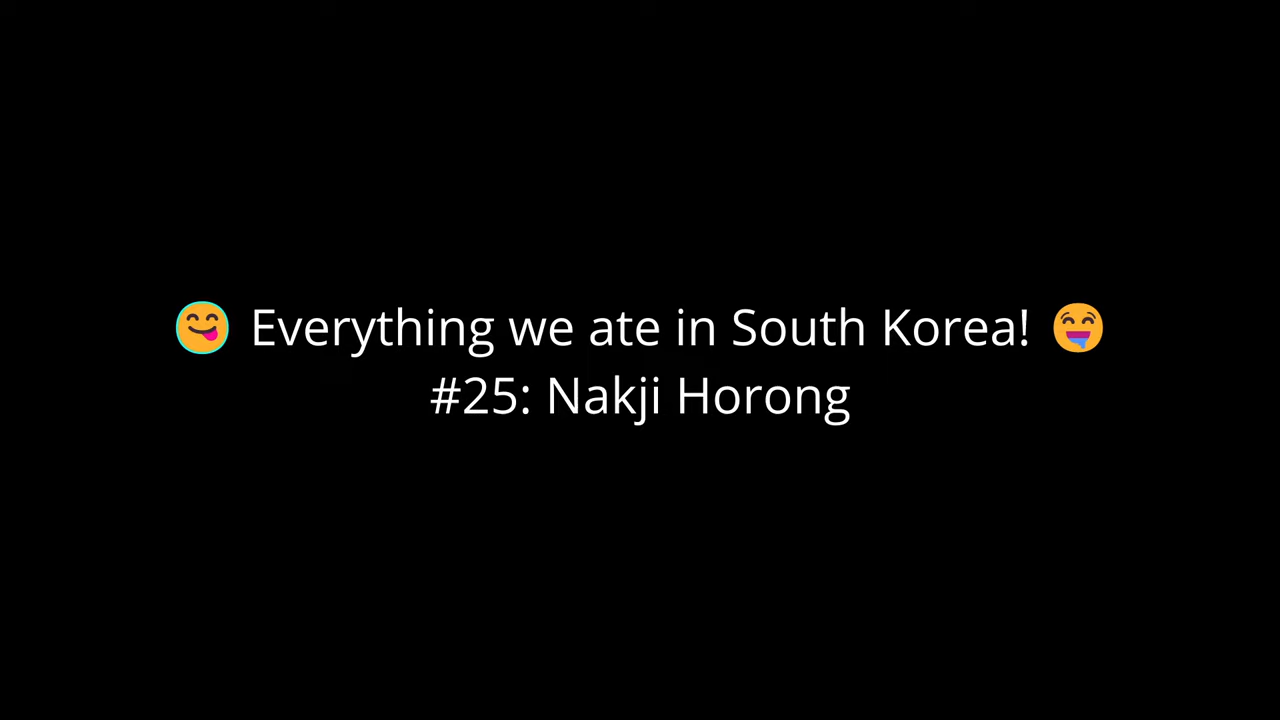 😋 Everything we ate in South Korea! 🤤
#25: Nakji Horong